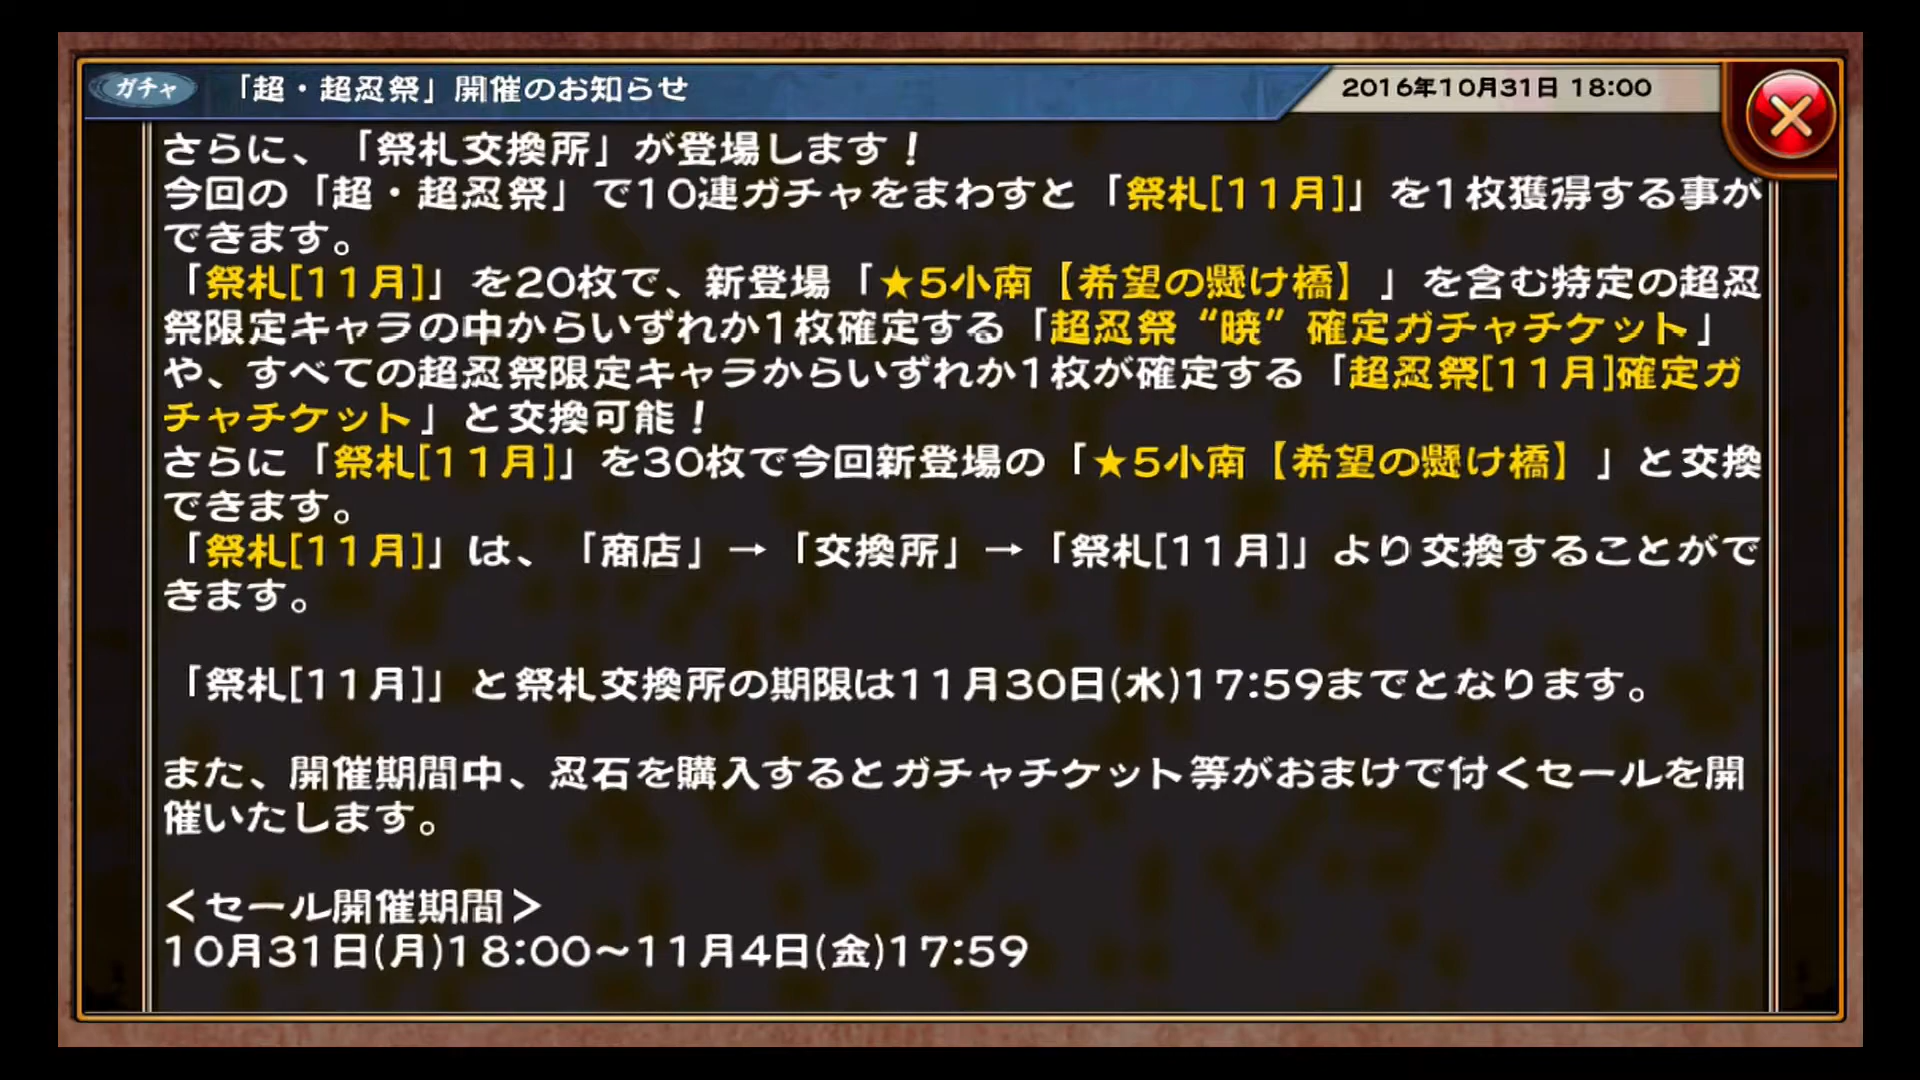 ガチャ 「超・超忍祭」開催のお知らせ 2016年10月31日 18:00
さらに、「祭札交換所」が登場します！
今回の「超・超忍祭」で10連ガチャをまわすと「祭札[11月]」を1枚獲得する事が
できます。
「祭札[11月]」を20枚で、新登場「★5小南【希望の懸け橋】」を含む特定の超忍
祭限定キャラの中からいずれか1枚確定する「超忍祭“暁”確定ガチャチケット」
や、すべての超忍祭限定キャラからいずれか1枚が確定する「超忍祭[11月]確定ガ
チャチケット」と交換可能！
さらに「祭札[11月]」を30枚で今回新登場の「★5小南【希望の懸け橋】」と交換
できます。
「祭札[11月]」は、「商店」→「交換所」→「祭札[11月]」より交換することがで
きます。
「祭札[11月]」と祭札交換所の期限は11月30日(水)17:59までとなります。
また、開催期間中、忍石を購入するとガチャチケット等がおまけで付くセールを開
催いたします。
＜セール開催期間＞
10月31日(月)18:00～11月4日(金)17:59